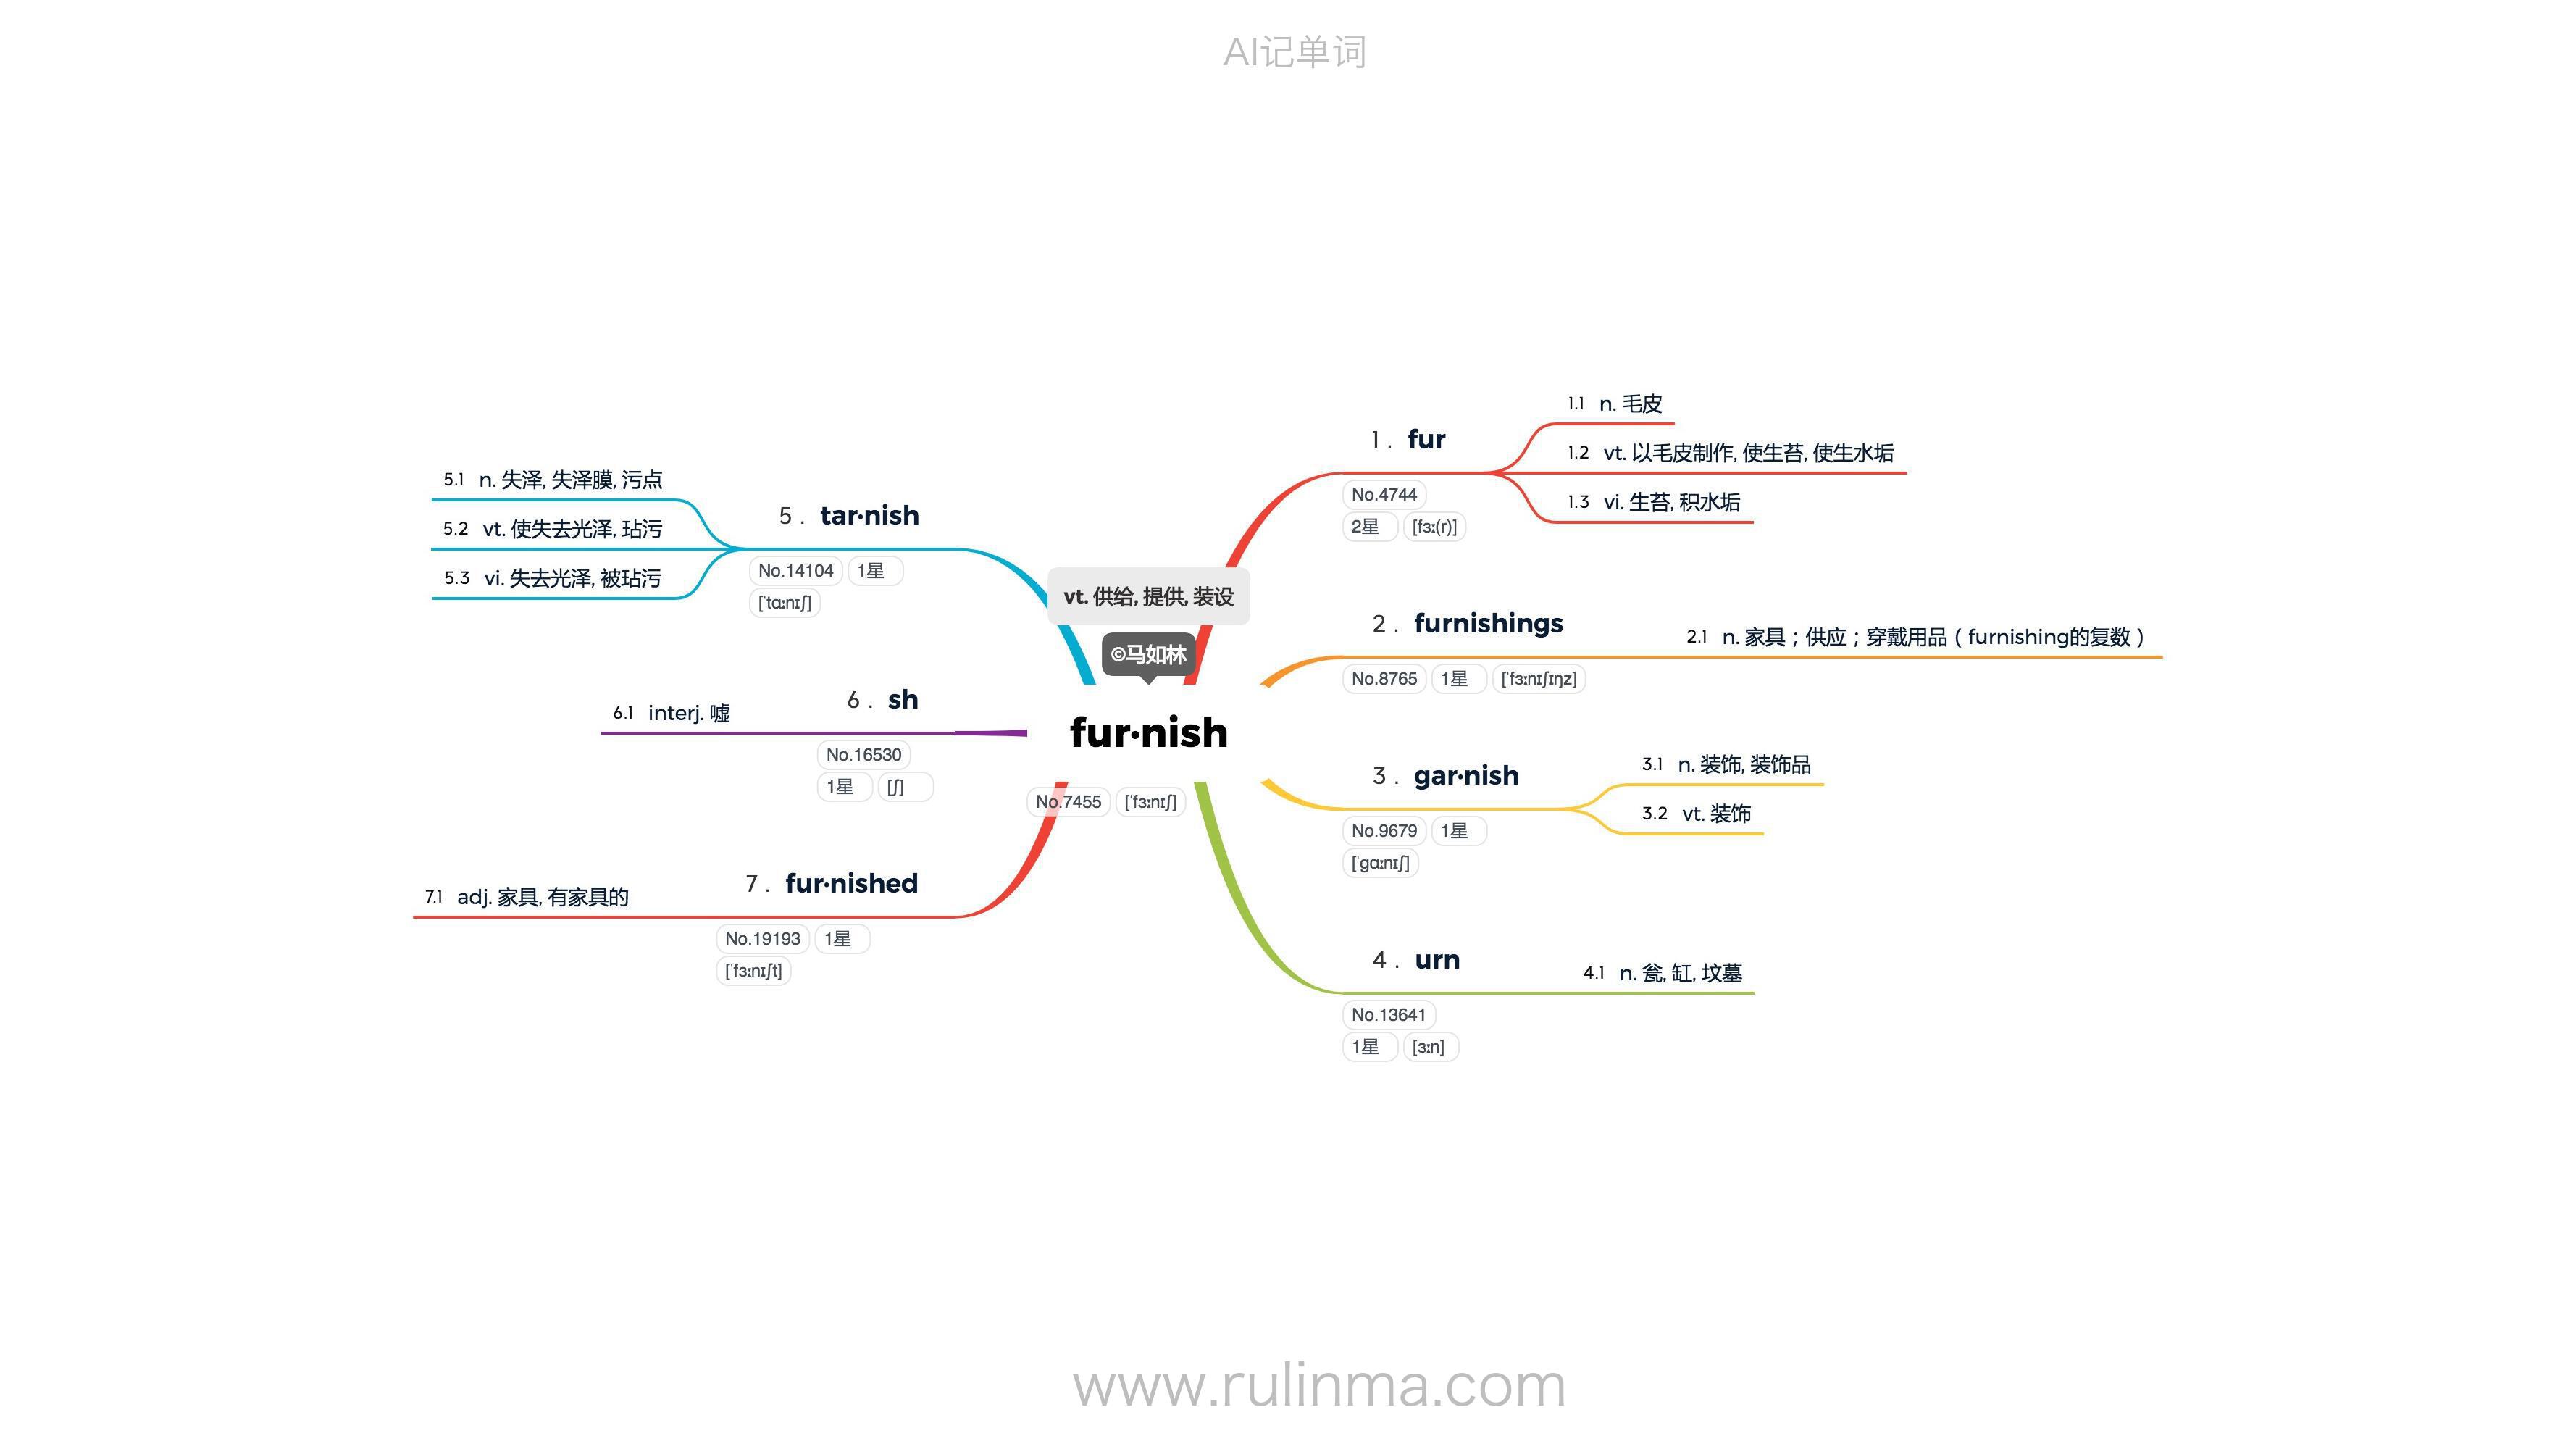 AI记单词
vt. 供给, 提供, 装设
©马如林
fur·nish
No.7455 [ˈfɜːnɪʃ]
1. fur
No.4744
2星 [fɜː(r)]
1.1 n. 毛皮
1.2 vt. 以毛皮制作, 使生苔, 使生水垢
1.3 vi. 生苔, 积水垢
2. furnishings
No.8765 1星 [ˈfɜːnɪʃɪŋz]
2.1 n. 家具；供应；穿戴用品（furnishing的复数）
3. gar·nish
No.9679 1星
[ˈɡɑːnɪʃ]
3.1 n. 装饰, 装饰品
3.2 vt. 装饰
4. urn
No.13641
1星 [ɜːn]
4.1 n. 瓮, 缸, 坟墓
5. tar·nish
No.14104 1星
[ˈtɑːnɪʃ]
5.1 n. 失泽, 失泽膜, 污点
5.2 vt. 使失去光泽, 玷污
5.3 vi. 失去光泽, 被玷污
6. sh
No.16530
1星 [ʃ]
6.1 interj. 嘘
7. fur·nished
No.19193 1星
[ˈfɜːnɪʃt]
7.1 adj. 家具, 有家具的
www.rulinma.com